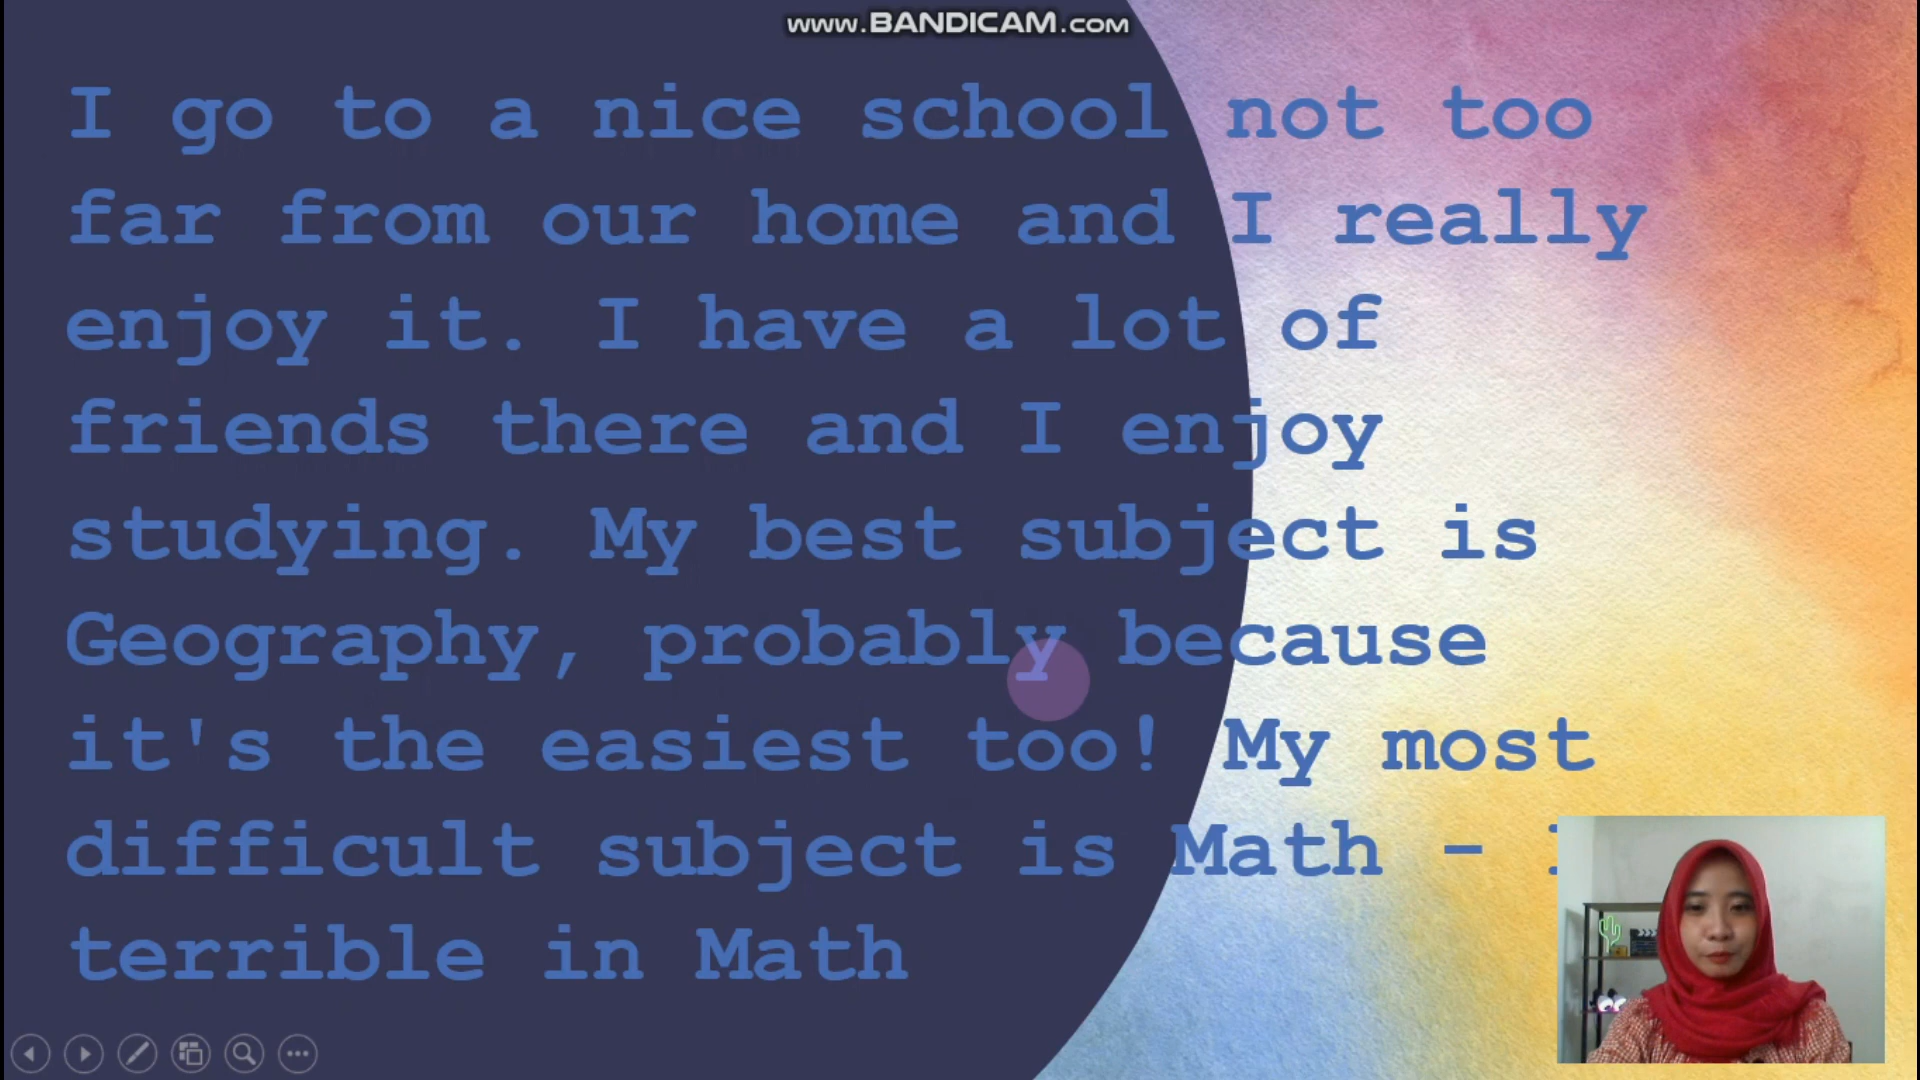 www.BANDICAM.com
I go to a nice school not too
far from our home and I really
enjoy it. I have a lot of
friends there and I enjoy
studying. My best subject is
Geography, probably because
it's the easiest too! My most
difficult subject is Math -
terrible in Math